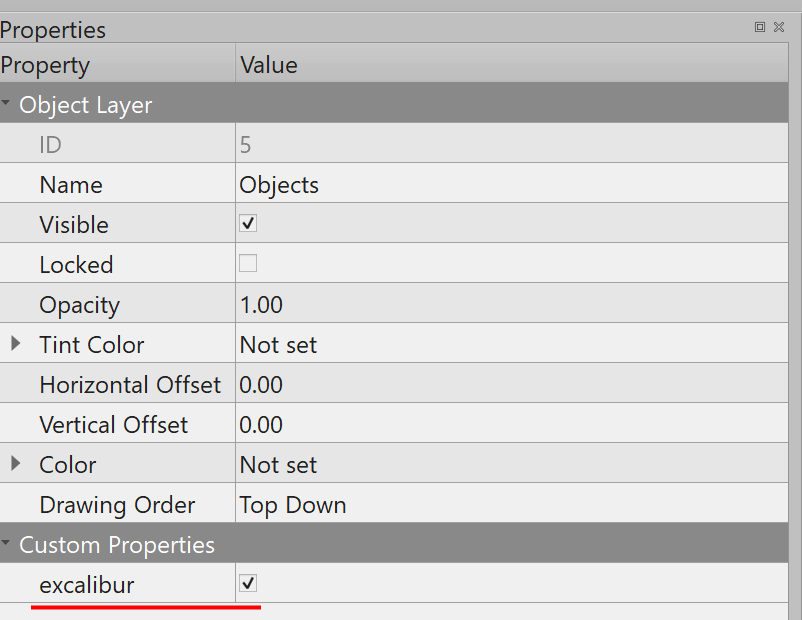 Properties
Property Value
Object Layer
ID 5
Name Objects
Visible
Locked
Opacity 1.00
Tint Color Not set
Horizontal Offset 0.00
Vertical Offset 0.00
Color Not set
Drawing Order Top Down
Custom Properties
excalibur